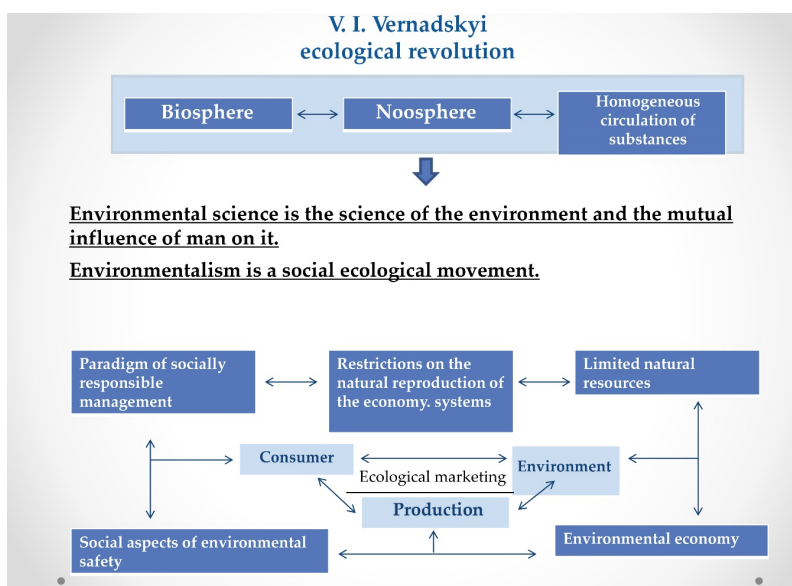 V. I. Vernadskyi
ecological revolution
Biosphere
Noosphere
Homogeneous
circulation of
substances
Environmental science is the science of the environment and the mutual
influence of man on it.
Environmentalism is a social ecological movement.
Paradigm of socially
responsible
management
Restrictions on the
natural reproduction of
the economy. systems
Limited natural
resources
Consumer
Ecological marketing
Environment
Production
Social aspects of environmental
safety
Environmental economy